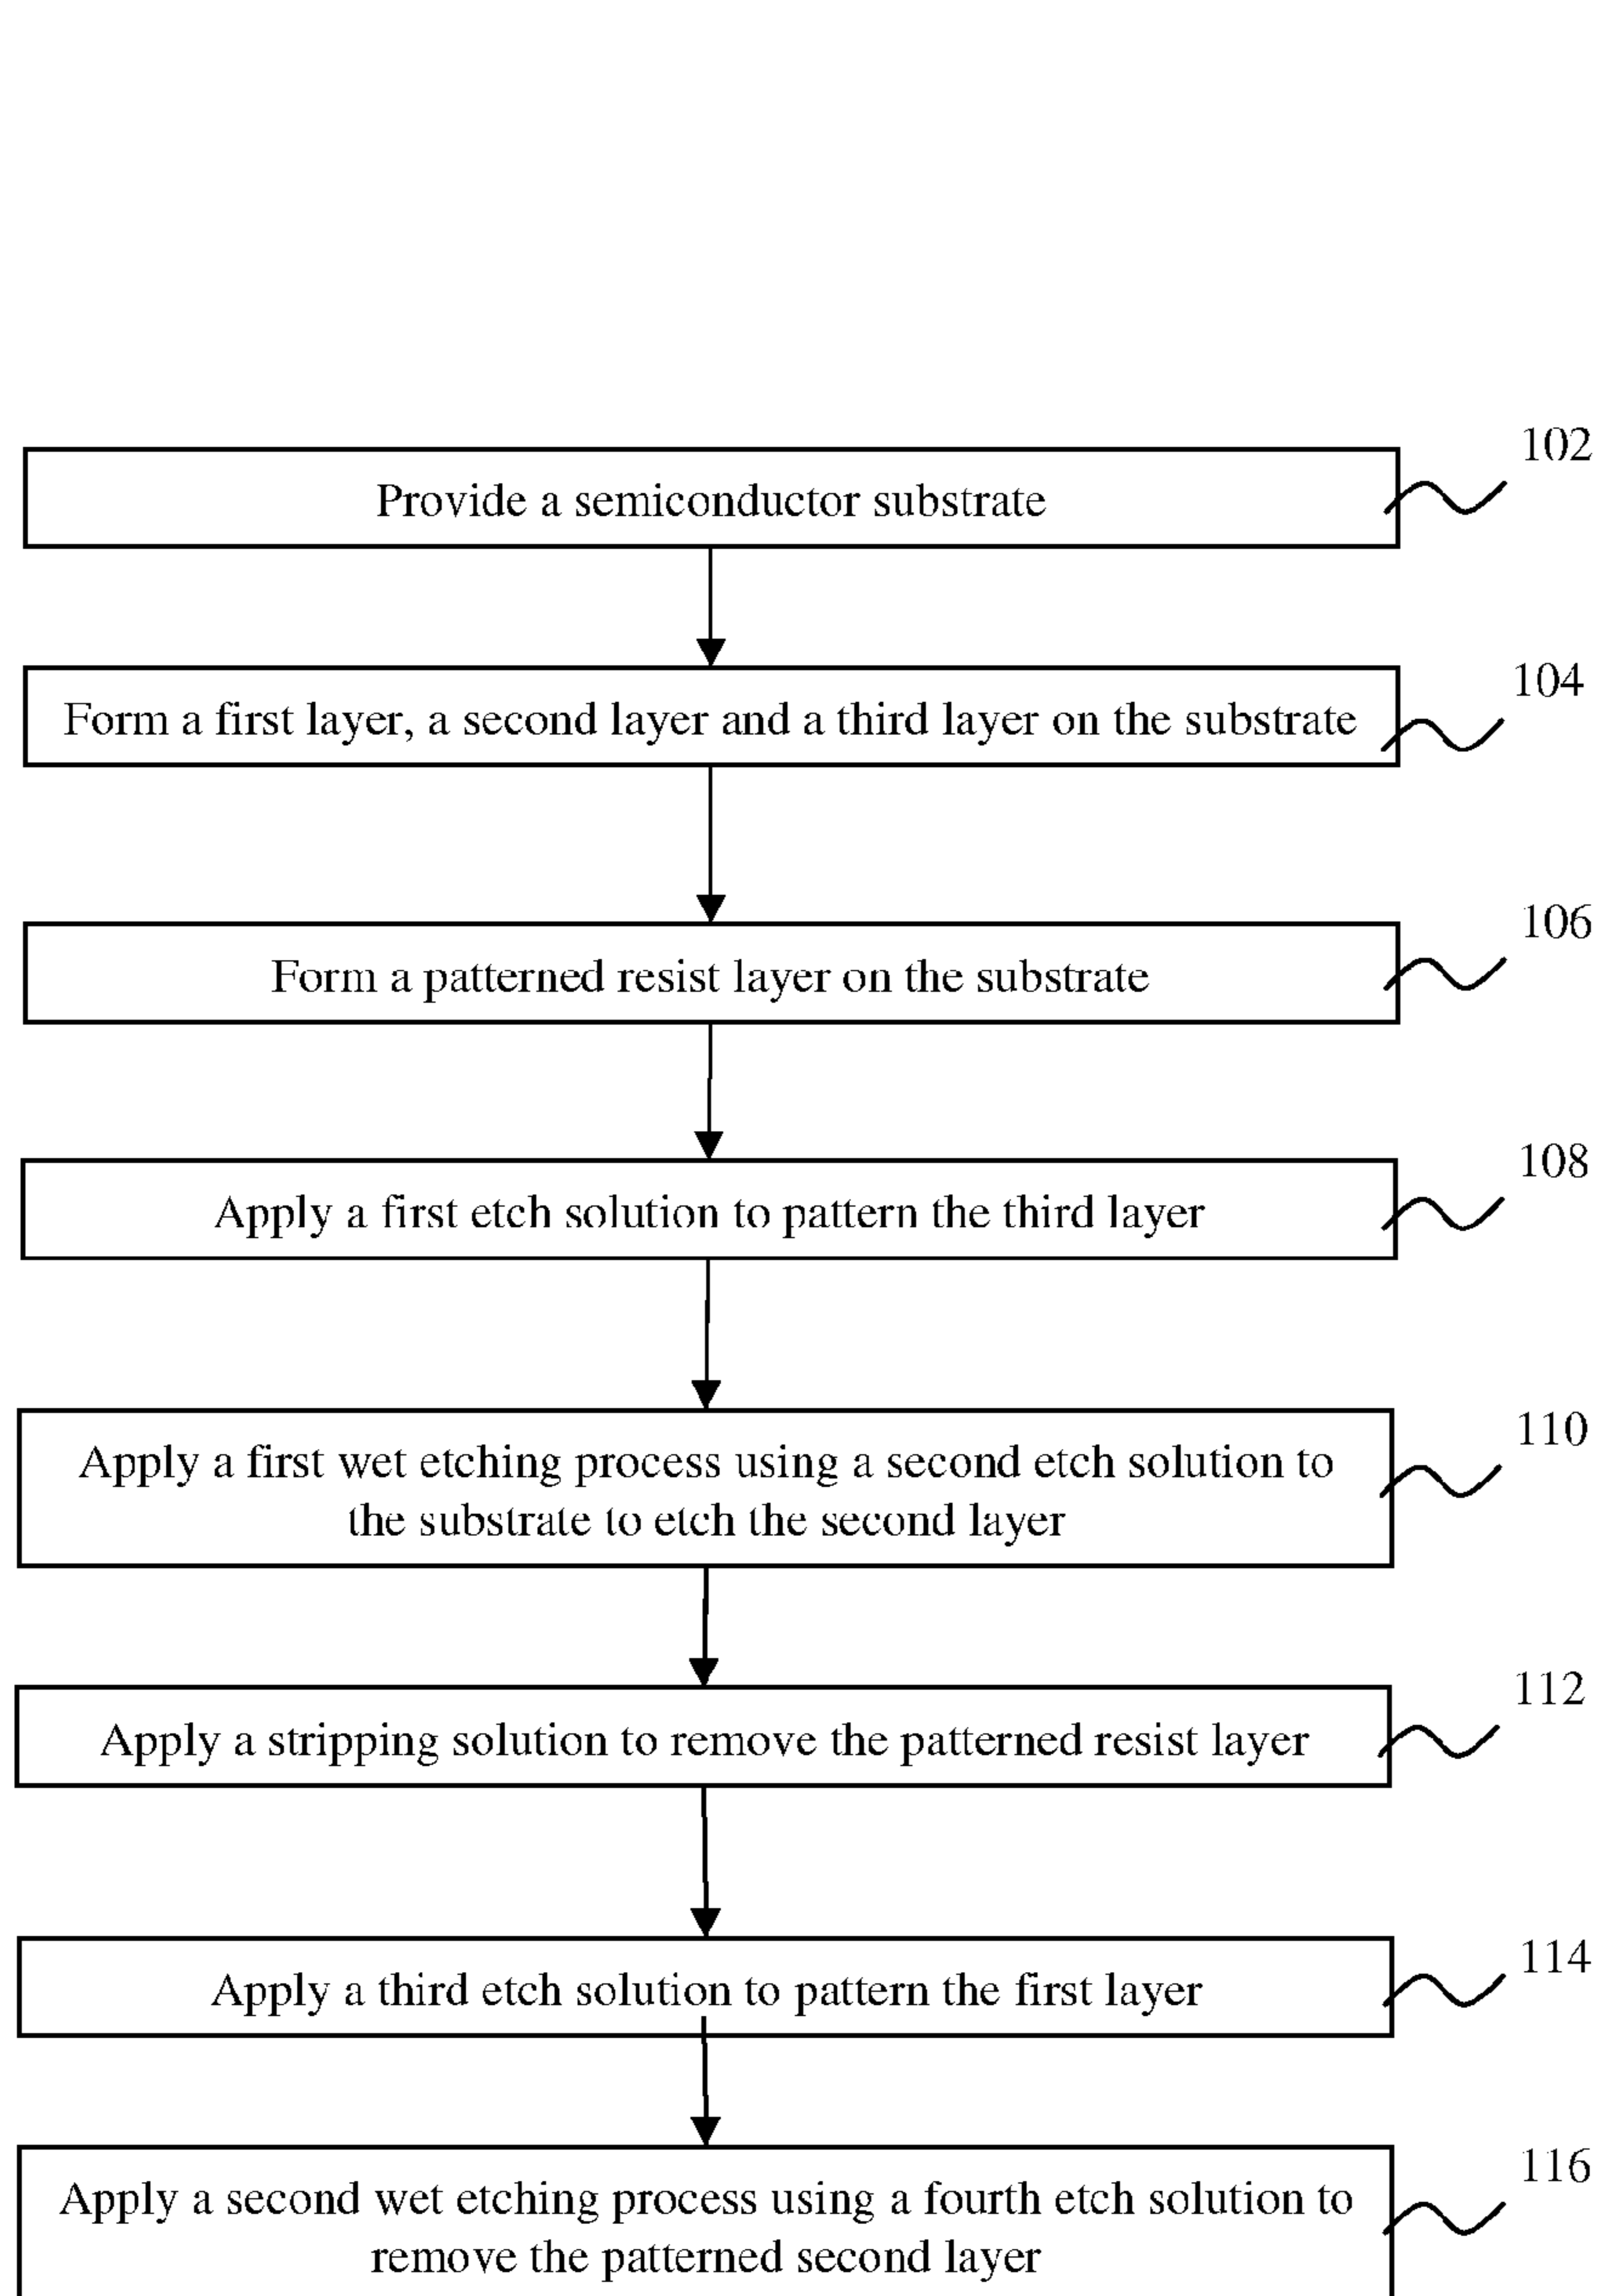 102
Provide a semiconductor substrate
104
Form a first layer, a second layer and a third layer on the substrate
106
Form a patterned resist layer on the substrate
108
Apply a first etch solution to pattern the third layer
110
Apply a first wet etching process using a second etch solution to
the substrate to etch the second layer
112
Apply a stripping solution to remove the patterned resist layer
114
Apply a third etch solution to pattern the first layer
116
Apply a second wet etching process using a fourth etch solution to
remove the patterned second layer